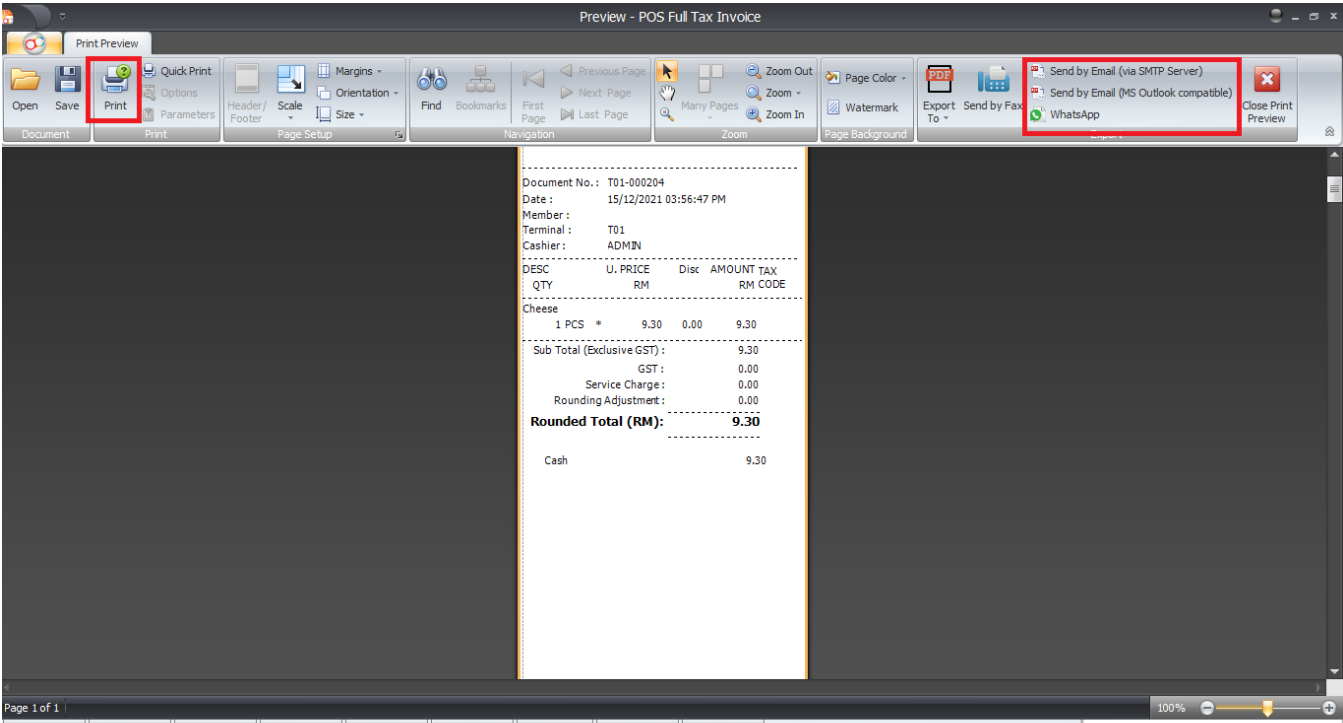 Preview - POS Full Tax Invoice
Print Preview
Open
Save
Print
Quick Print
Options
Parameters
Header/
Footer
Scale
Margins
Orientation
Size
Find
Bookmarks
First
Page
Previous Page
Next Page
Last Page
Many Pages
Zoom Out
Zoom
Zoom In
Page Color
Watermark
PDF
Export
To
Send by Fax
Send by Email (via SMTP Server)
Send by Email (MS Outlook compatible)
WhatsApp
Close Print
Preview
Document
Print
Page Setup
Navigation
Zoom
Page Background
Export
Document No. : T01-000204
Date : 15/12/2021 03:56:47 PM
Member :
Terminal : T01
Cashier : ADMIN
DESC U. PRICE Disc AMOUNT TAX
QTY RM RM CODE
Cheese
1 PCS * 9.30 0.00 9.30
Sub Total (Exclusive GST) : 9.30
GST : 0.00
Service Charge : 0.00
Rounding Adjustment : 0.00
Rounded Total (RM): 9.30
Cash 9.30
Page 1 of 1
100%